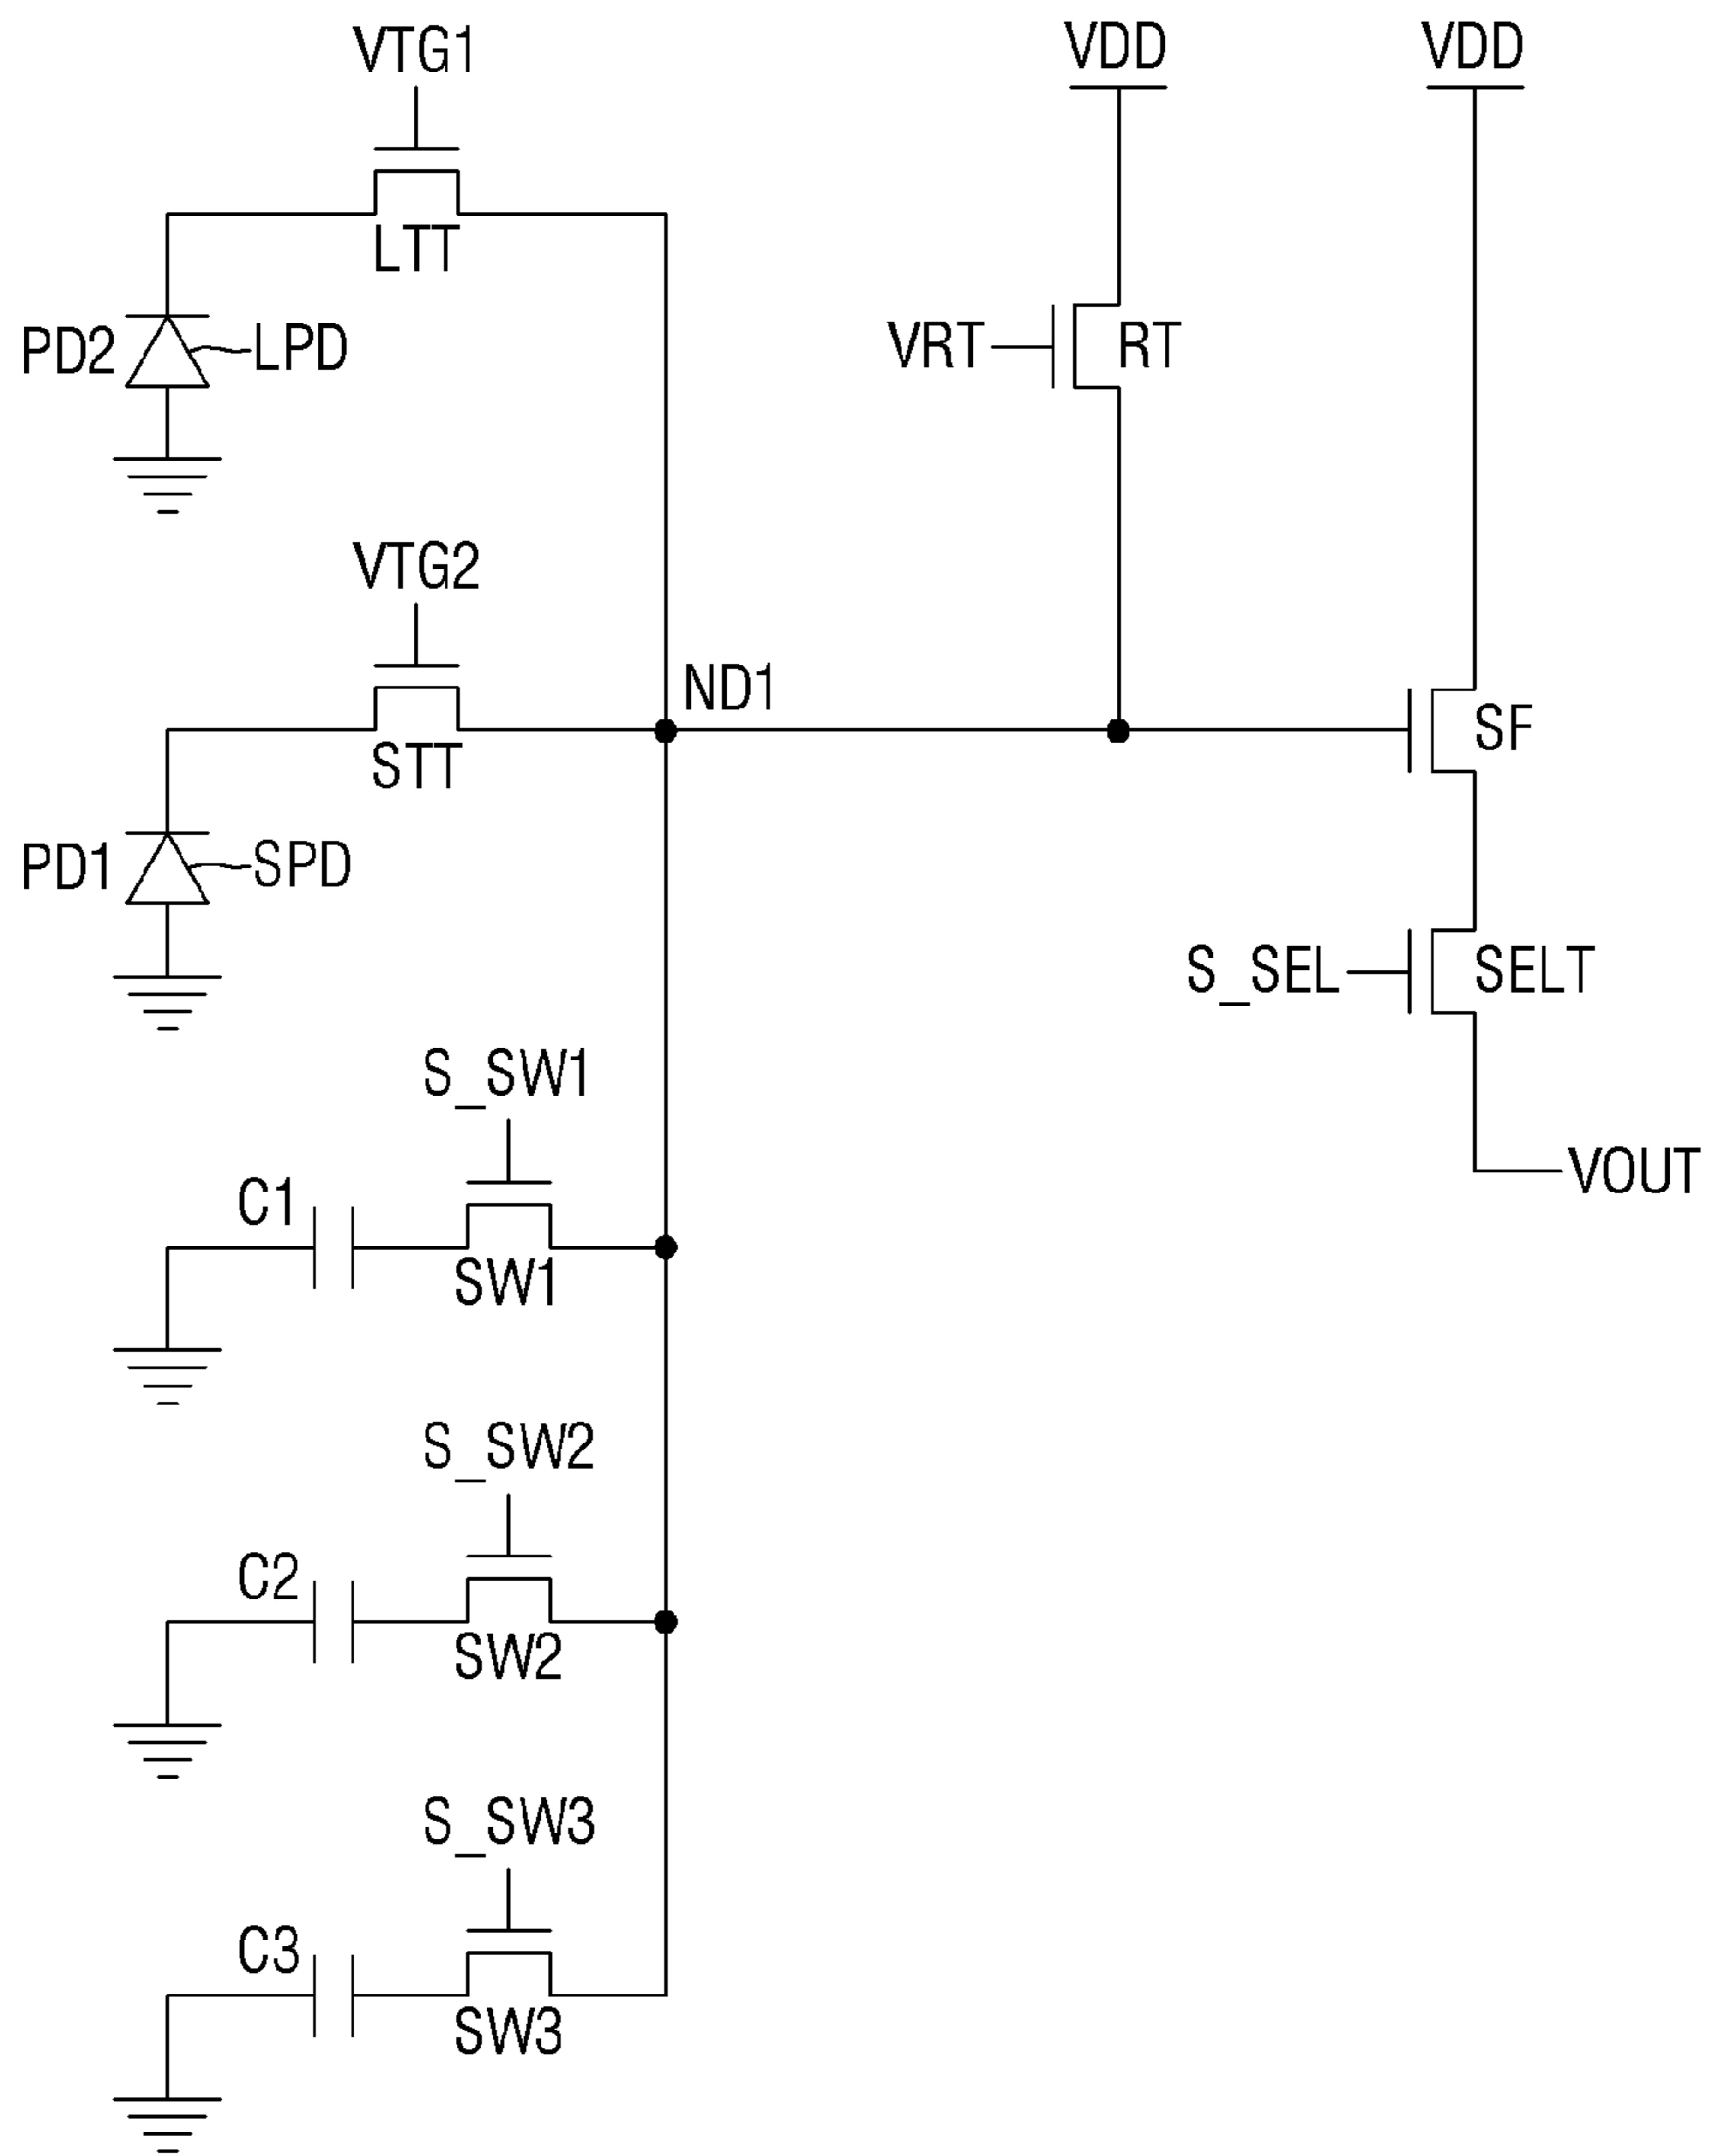 VTG1
VDD
VDD
LTT
PD2
LPD
VRT
RT
VTG2
ND1
STT
SF
PD1
SPD
S_SEL
SELT
S_SW1
VOUT
C1
SW1
S_SW2
C2
SW2
S_SW3
C3
SW3